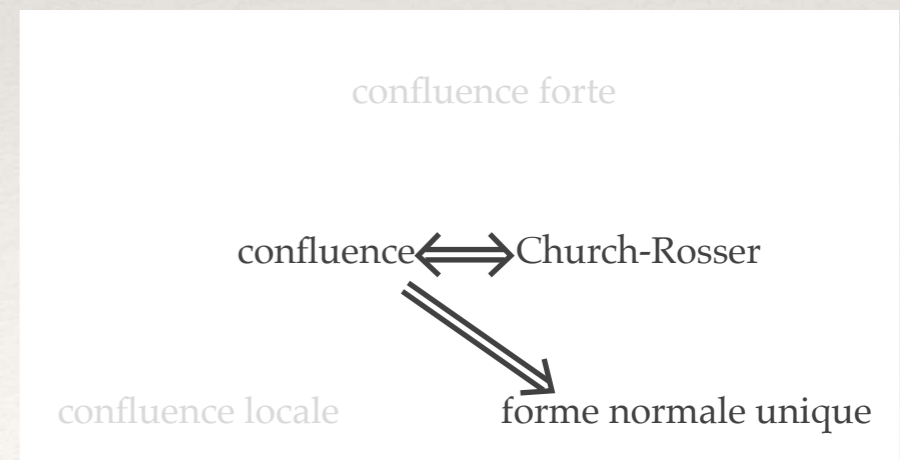 confluence forte
confluence Church-Rosser
confluence locale forme normale unique